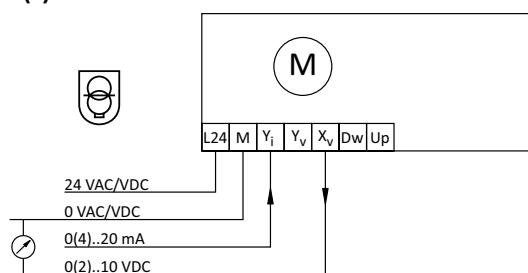 M
L24 M Yi Yv Xv Dw Up
24 VAC/VDC
0 VAC/VDC
0(4)..20 mA
0(2)..10 VDC